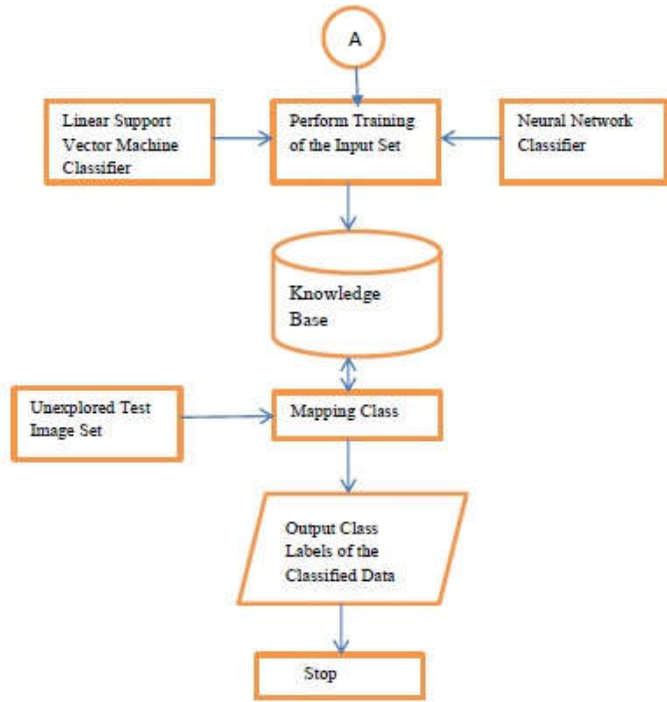 A
Linear Support
Vector Machine
Classifier
Perform Training
of the Input Set
Neural Network
Classifier
Knowledge
Base
Unexplored Test
Image Set
Mapping Class
Output Class
Labels of the
Classified Data
Stop